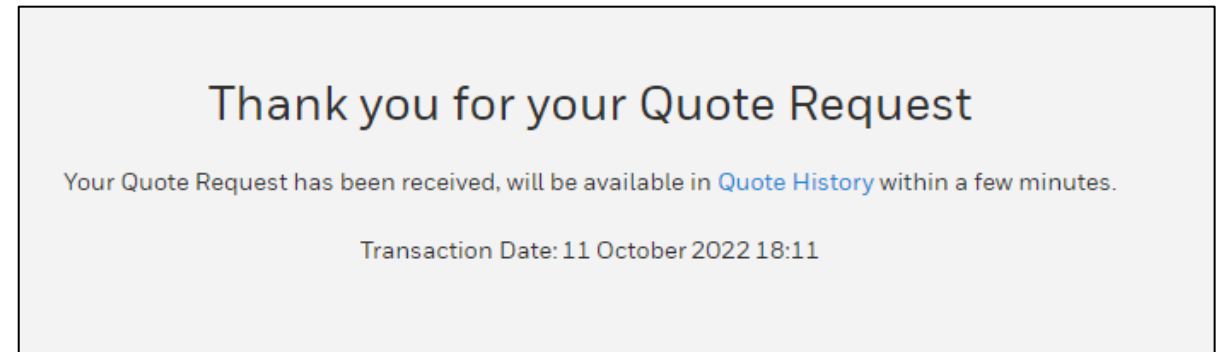 Thank you for your Quote Request
Your Quote Request has been received, will be available in Quote History within a few minutes.
Transaction Date: 11 October 2022 18:11